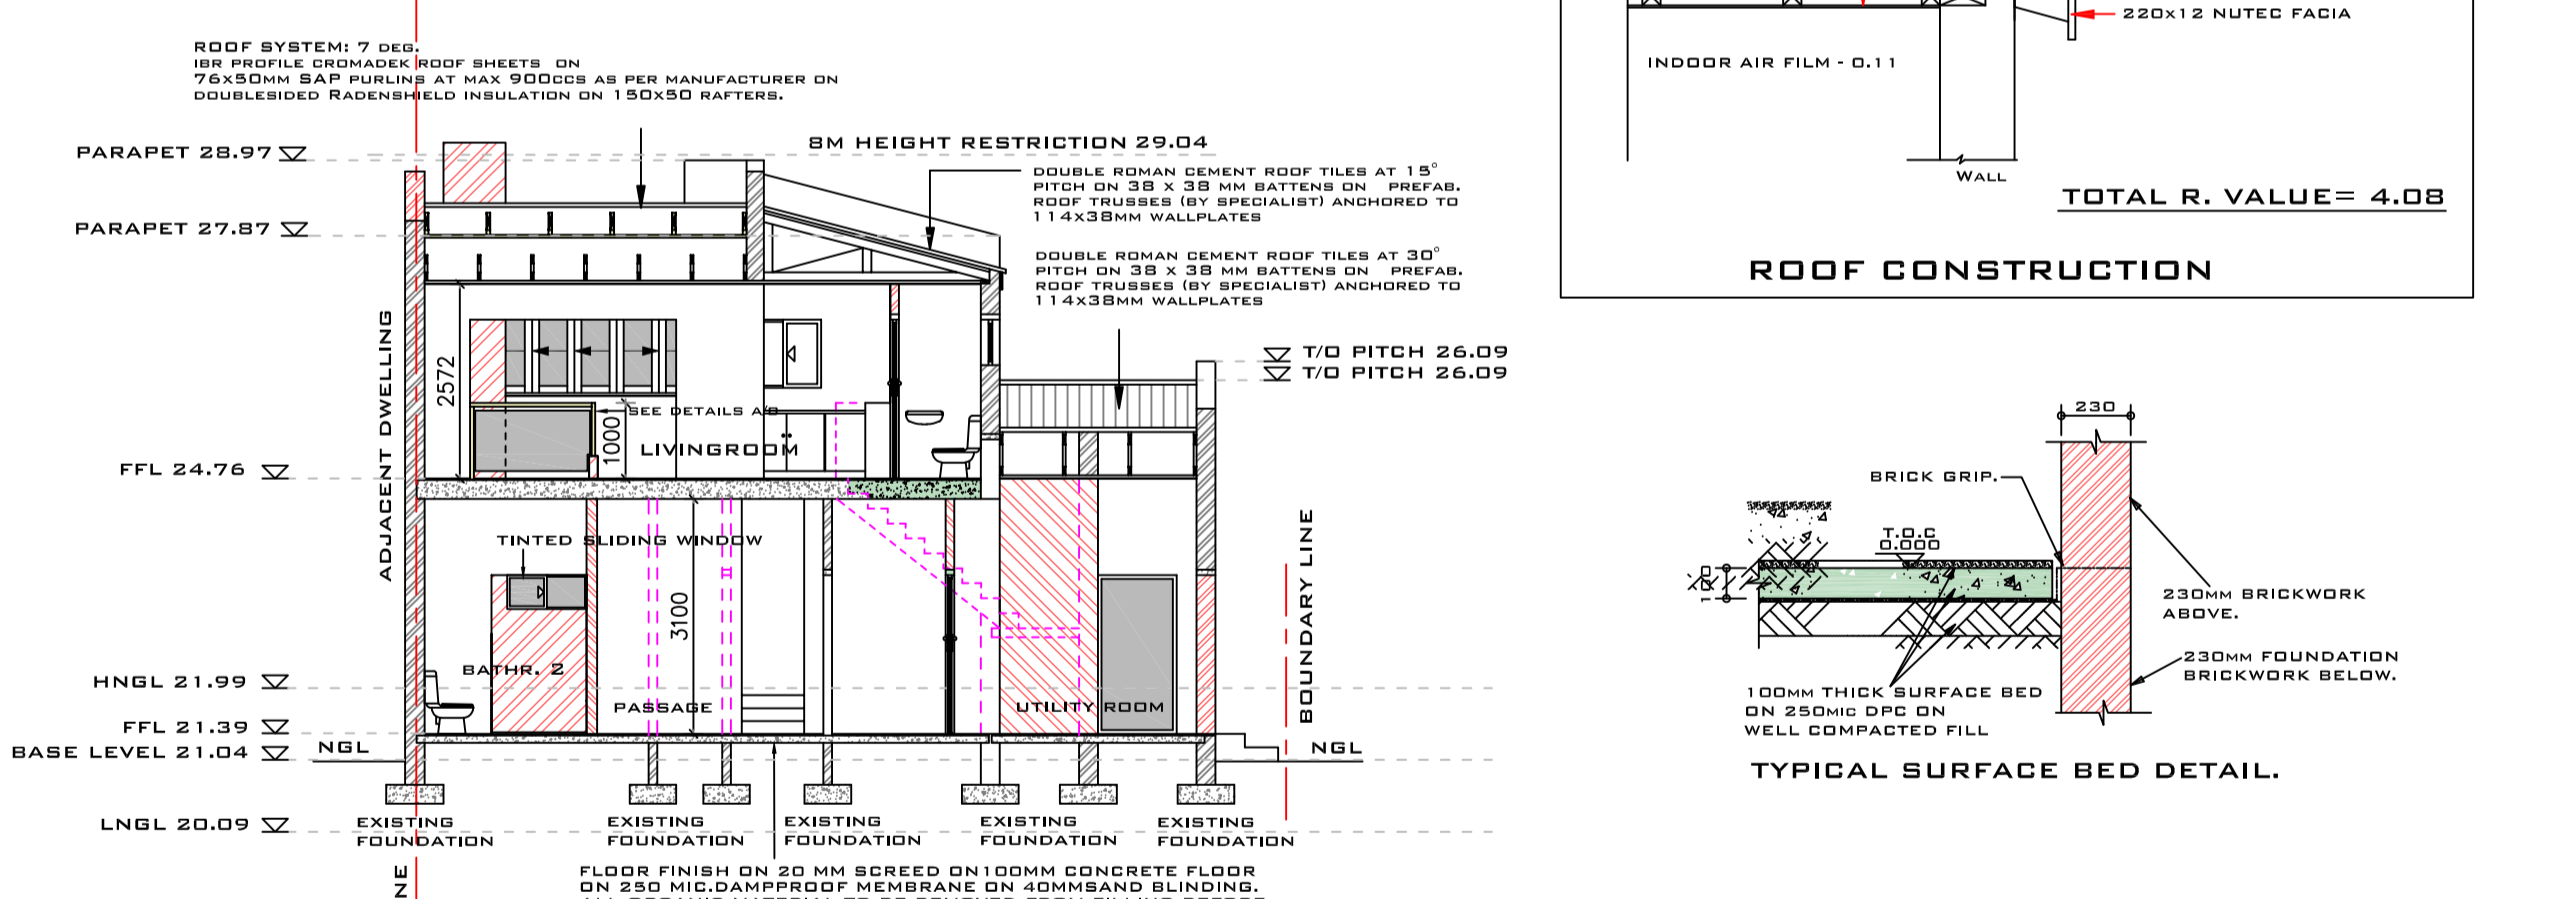 ROOF SYSTEM: 7 DEG.
IBR PROFILE CROMADEK ROOF SHEETS ON
76x50MM SAP PURLINS AT MAX 900CCS AS PER MANUFACTURER ON
DOUBLESIDED RADENSHIELD INSULATION ON 150x50 RAFTERS.
PARAPET 28.97
8M HEIGHT RESTRICTION 29.04
DOUBLE ROMAN CEMENT ROOF TILES AT 15°
PITCH ON 38 X 38 MM BATTENS ON PREFAB.
ROOF TRUSSES (BY SPECIALIST) ANCHORED TO
114x38MM WALLPLATES
PARAPET 27.87
DOUBLE ROMAN CEMENT ROOF TILES AT 30°
PITCH ON 38 X 38 MM BATTENS ON PREFAB.
ROOF TRUSSES (BY SPECIALIST) ANCHORED TO
114x38MM WALLPLATES
ADJACENT DWELLING
2572
T/O PITCH 26.09
T/O PITCH 26.09
SEE DETAILS A/B
1000
LIVINGROOM
FFL 24.76
TINTED SLIDING WINDOW
3100
BOUNDARY LINE
BATHR. 2
HNGL 21.99
PASSAGE
UTILITY ROOM
FFL 21.39
BASE LEVEL 21.04
NGL
NGL
LNGL 20.09
EXISTING
FOUNDATION
EXISTING
FOUNDATION
EXISTING
FOUNDATION
EXISTING
FOUNDATION
EXISTING
FOUNDATION
NE
FLOOR FINISH ON 20 MM SCREED ON100MM CONCRETE FLOOR
ON 250 MIC.DAMPPROOF MEMBRANE ON 40MMSAND BLINDING.
220x12 NUTEC FACIA
INDOOR AIR FILM - 0.11
WALL
TOTAL R. VALUE= 4.08
ROOF CONSTRUCTION
230
BRICK GRIP.
T.O.C
0.000
100
230MM BRICKWORK
ABOVE.
230MM FOUNDATION
BRICKWORK BELOW.
100MM THICK SURFACE BED
ON 250MIC DPC ON
WELL COMPACTED FILL
TYPICAL SURFACE BED DETAIL.